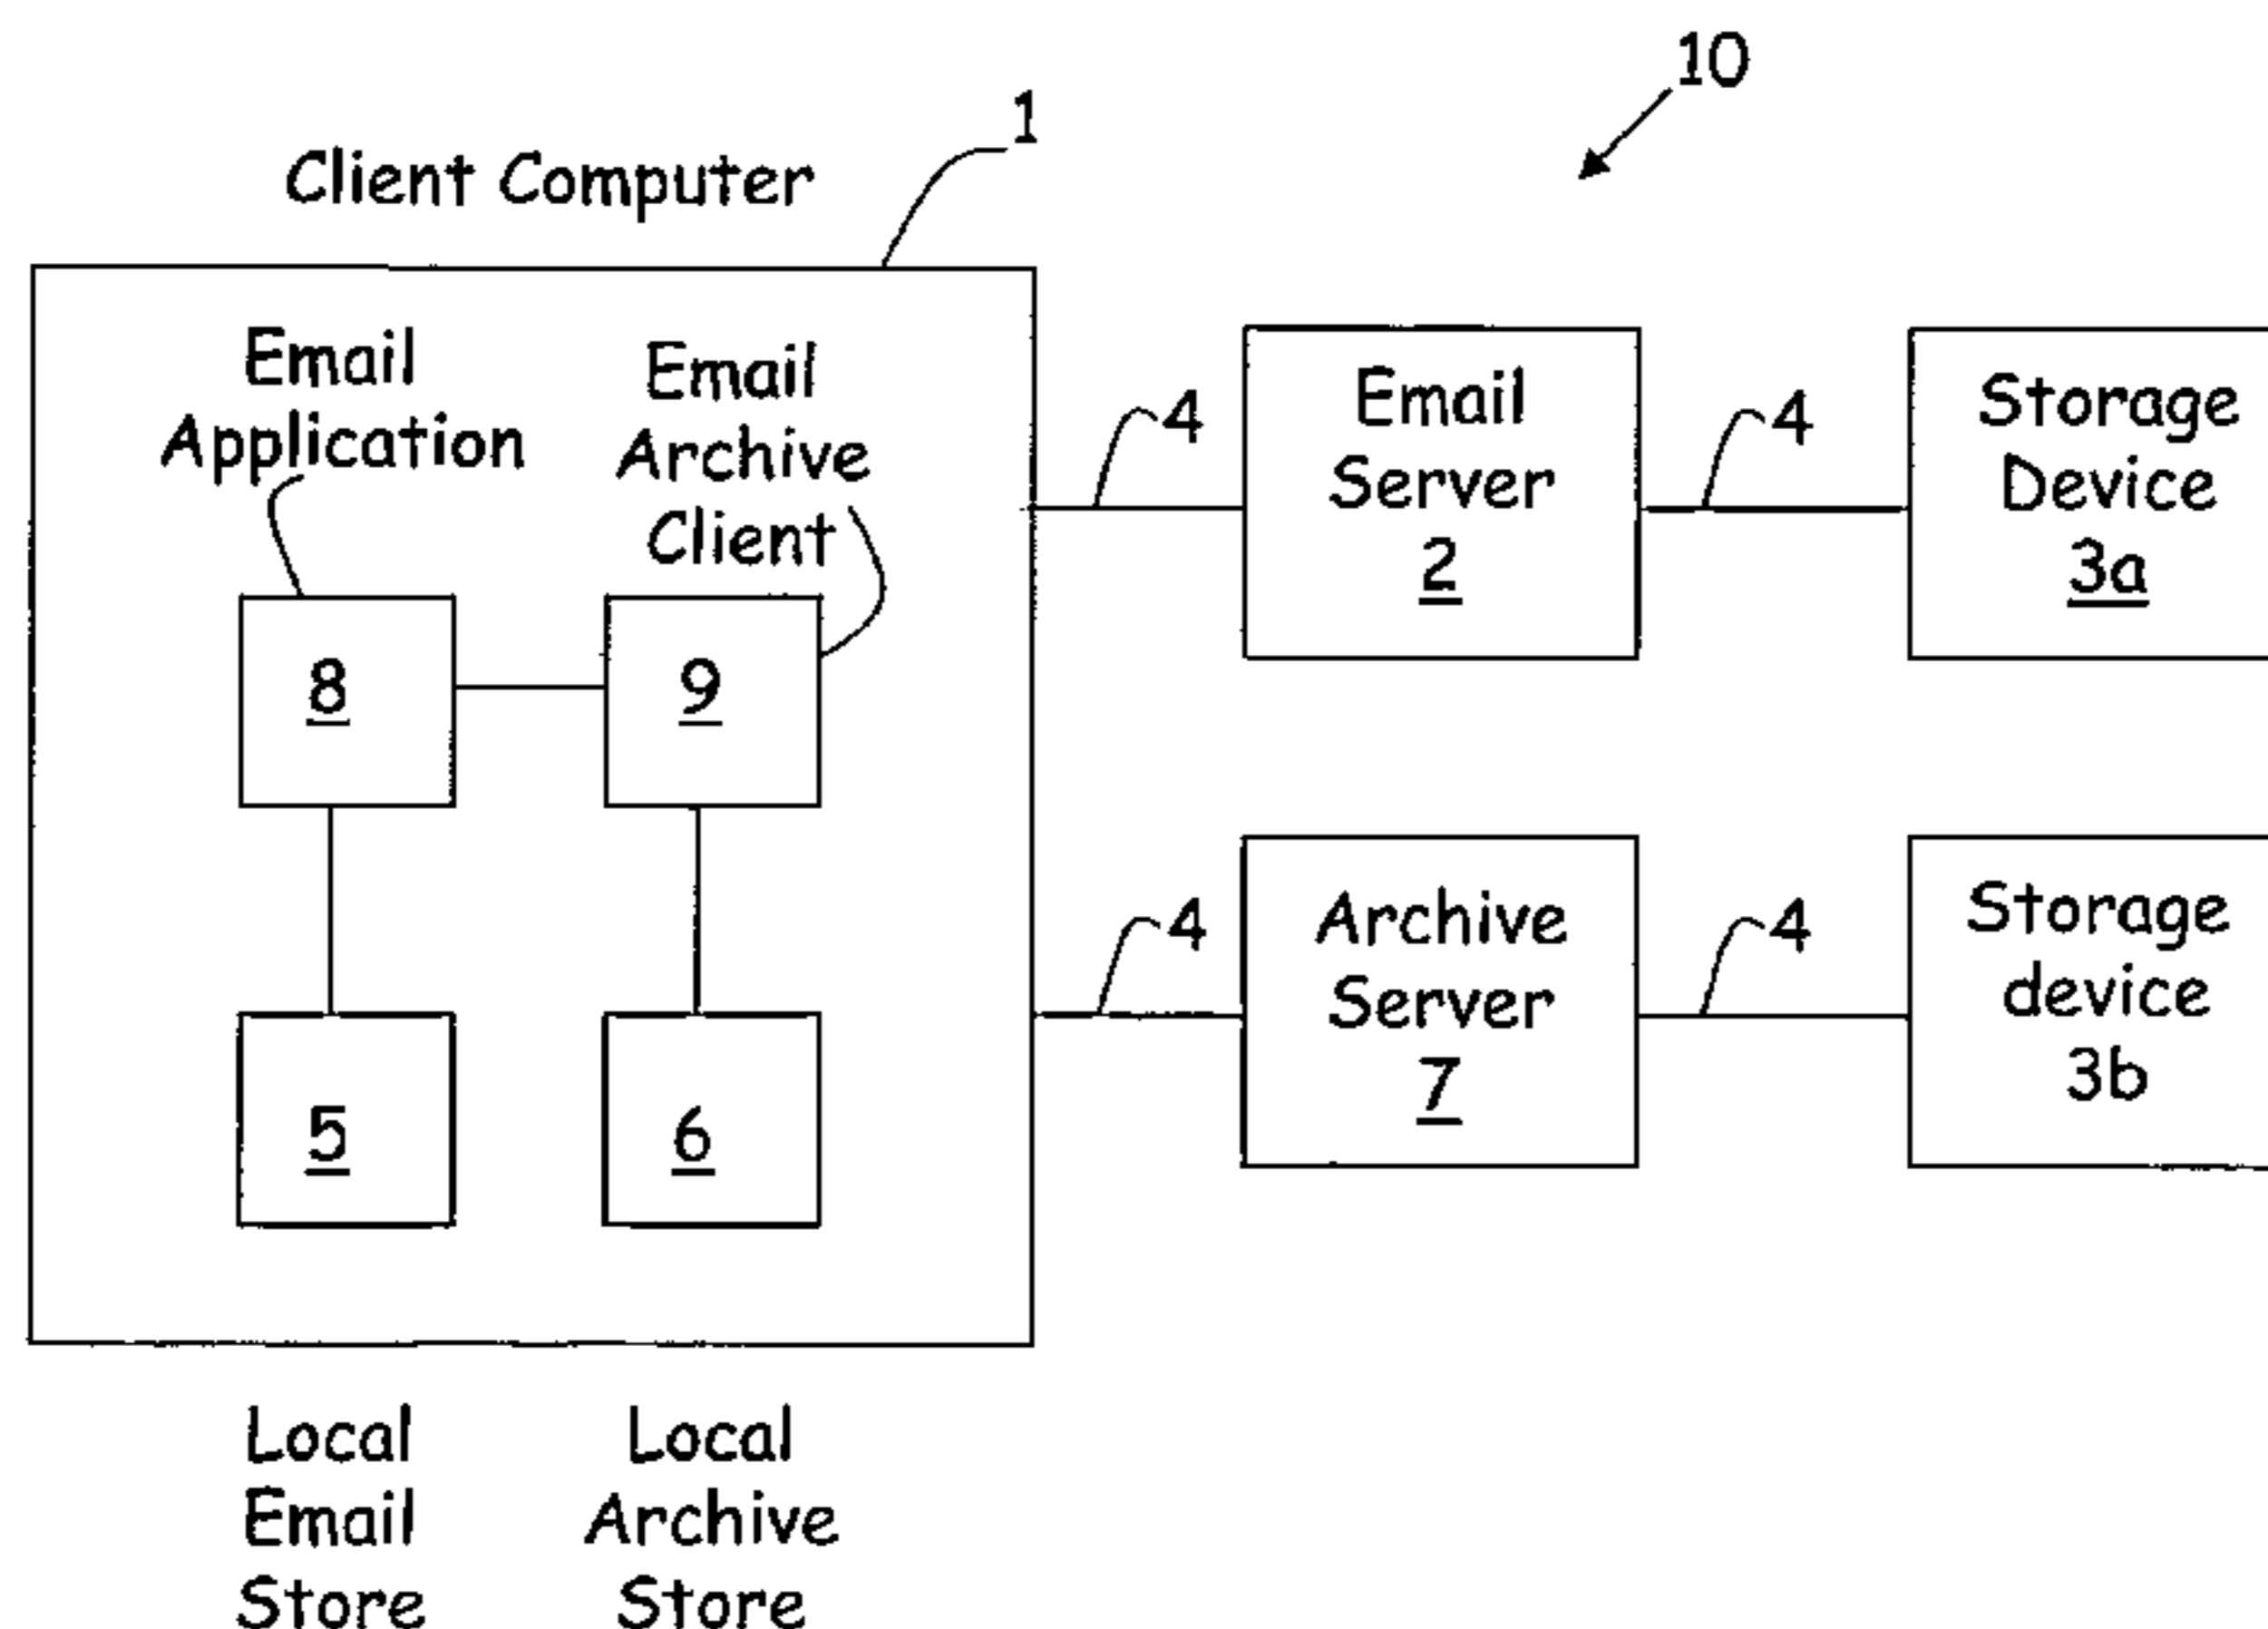 10
1
Client Computer
Email
Application
Email
Archive
Client
8
9
5
6
4
Email
Server
2
4
Storage
Device
3a
4
Archive
Server
7
4
Storage
device
3b
Local
Email
Store
Local
Archive
Store